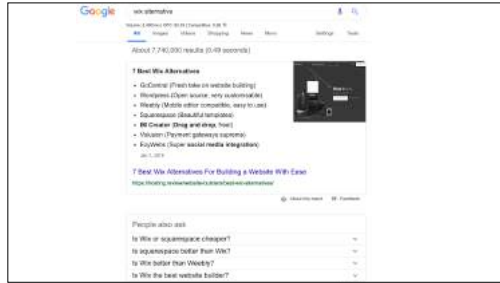 Google
wix alternative
All Images Videos Shopping News More Settings Tools
About 7,740,000 results (0.49 seconds)
7 Best Wix Alternatives
• GoCentral (Fresh take on website building)
• Wordpress (Open source, very customisable)
• Weebly (Mobile editor compatible, easy to use)
• Squarespace (Beautiful templates)
• IM Creator (Drag and drop, free)
• Volusion (Payment gateways supreme)
• EzyWebs (Super social media integration)
7 Best Wix Alternatives For Building a Website With Ease
About this result Feedback
People also ask
Is Wix or squarespace cheaper?
Is squarespace better than Wix?
Is Wix better than Weebly?
Is Wix the best website builder?